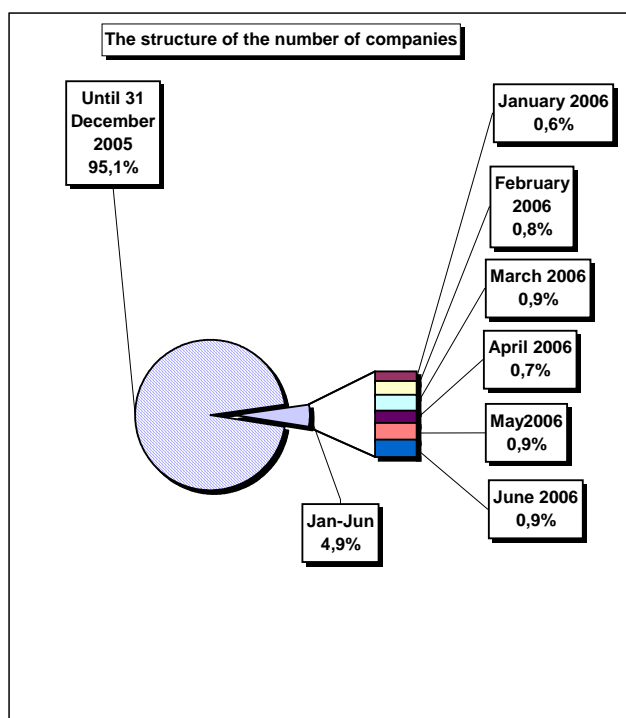 The structure of the number of companies
Until 31
December
2005
95,1%
January 2006
0,6%
February
2006
0,8%
March 2006
0,9%
April 2006
0,7%
May2006
0,9%
June 2006
0,9%
Jan-Jun
4,9%